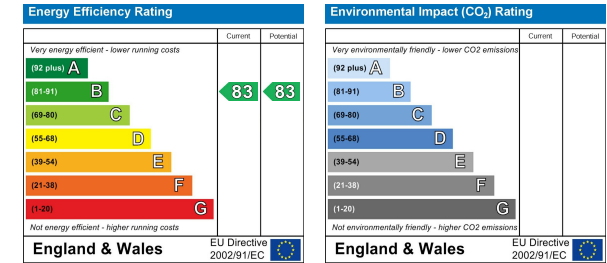 Energy Efficiency Rating
Current Potential
Very energy efficient - lower running costs
(92 plus) A
(81-91) B 83 83
(69-80) C
(55-68) D
(39-54) E
(21-38) F
(1-20) G
Not energy efficient - higher running costs
England & Wales
EU Directive
2002/91/EC
Environmental Impact (CO₂) Rating
Current Potential
Very environmentally friendly - lower CO2 emissions
(92 plus) A
(81-91) B
(69-80) C
(55-68) D
(39-54) E
(21-38) F
(1-20) G
Not environmentally friendly - higher CO2 emissions
England & Wales
EU Directive
2002/91/EC